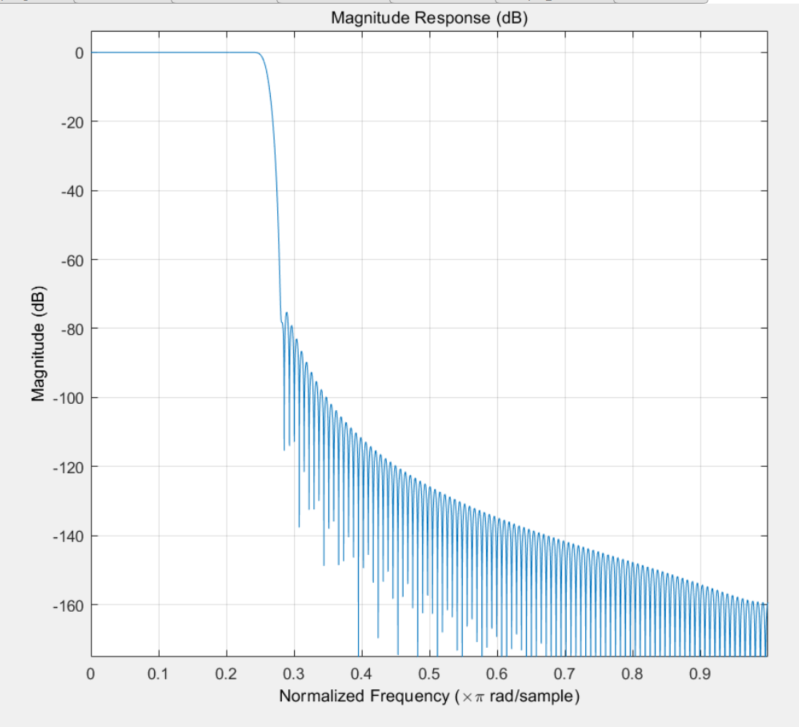 Magnitude Response (dB)
0
-20
-40
-60
-80
-100
-120
-140
-160
Magnitude (dB)
0 0.1 0.2 0.3 0.4 0.5 0.6 0.7 0.8 0.9
Normalized Frequency (×π rad/sample)